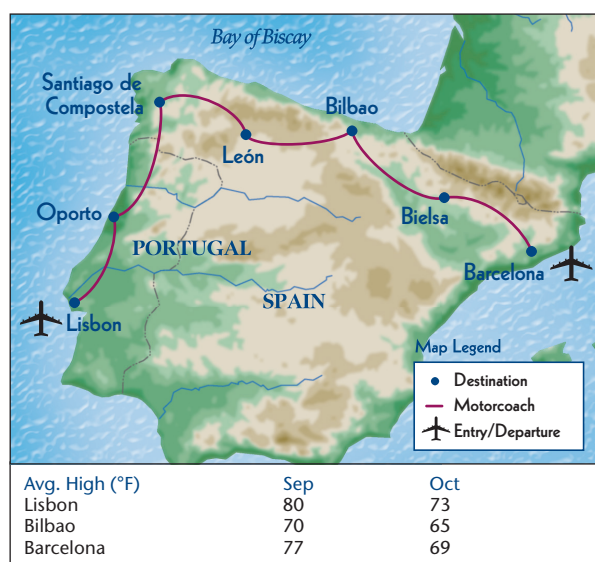 Bay of Biscay
Santiago de
Compostela
Bilbao
León
Oporto
Bielsa
PORTUGAL
Barcelona
SPAIN
Lisbon
Map Legend
Destination
Motorcoach
Entry/Departure
Avg. High (°F) Sep Oct
Lisbon 80 73
Bilbao 70 65
Barcelona 77 69